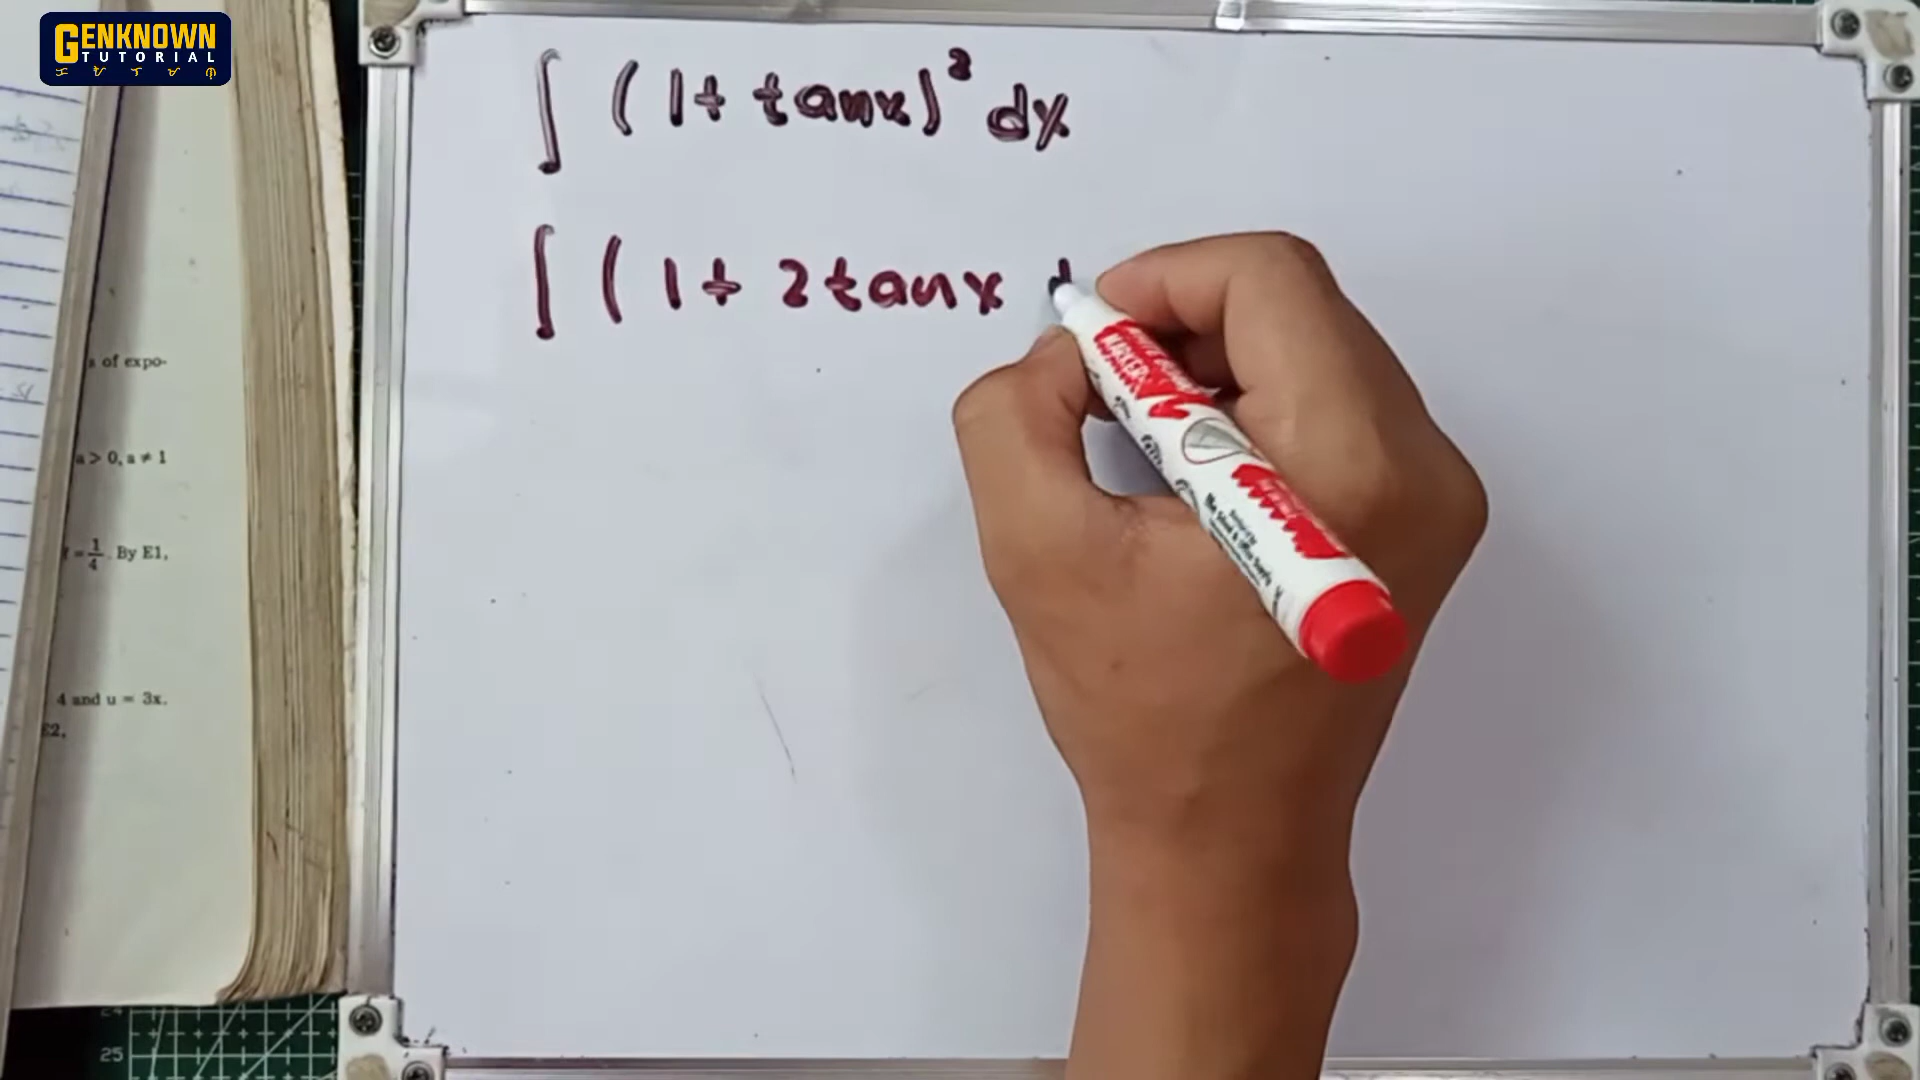 GENKNOWN
TUTORIAL
∫ (1 + tanx)² dx
∫ ( 1 + 2tanx +
s of expo-
a > 0, a ≠ 1
= 1/4 . By E1,
4 and u = 3x.
E2,
MARKER
25